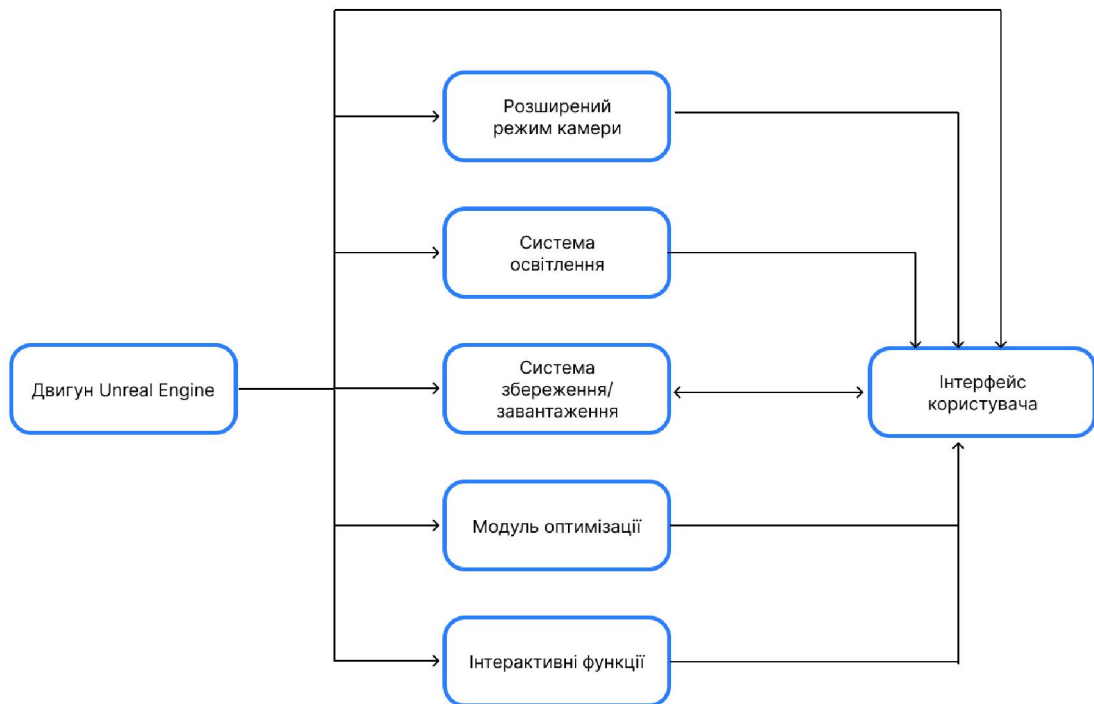 Розширений
режим камери
Система
освітлення
Двигун Unreal Engine
Система
збереження/
завантаження
Інтерфейс
користувача
Модуль оптимізації
Інтерактивні функції